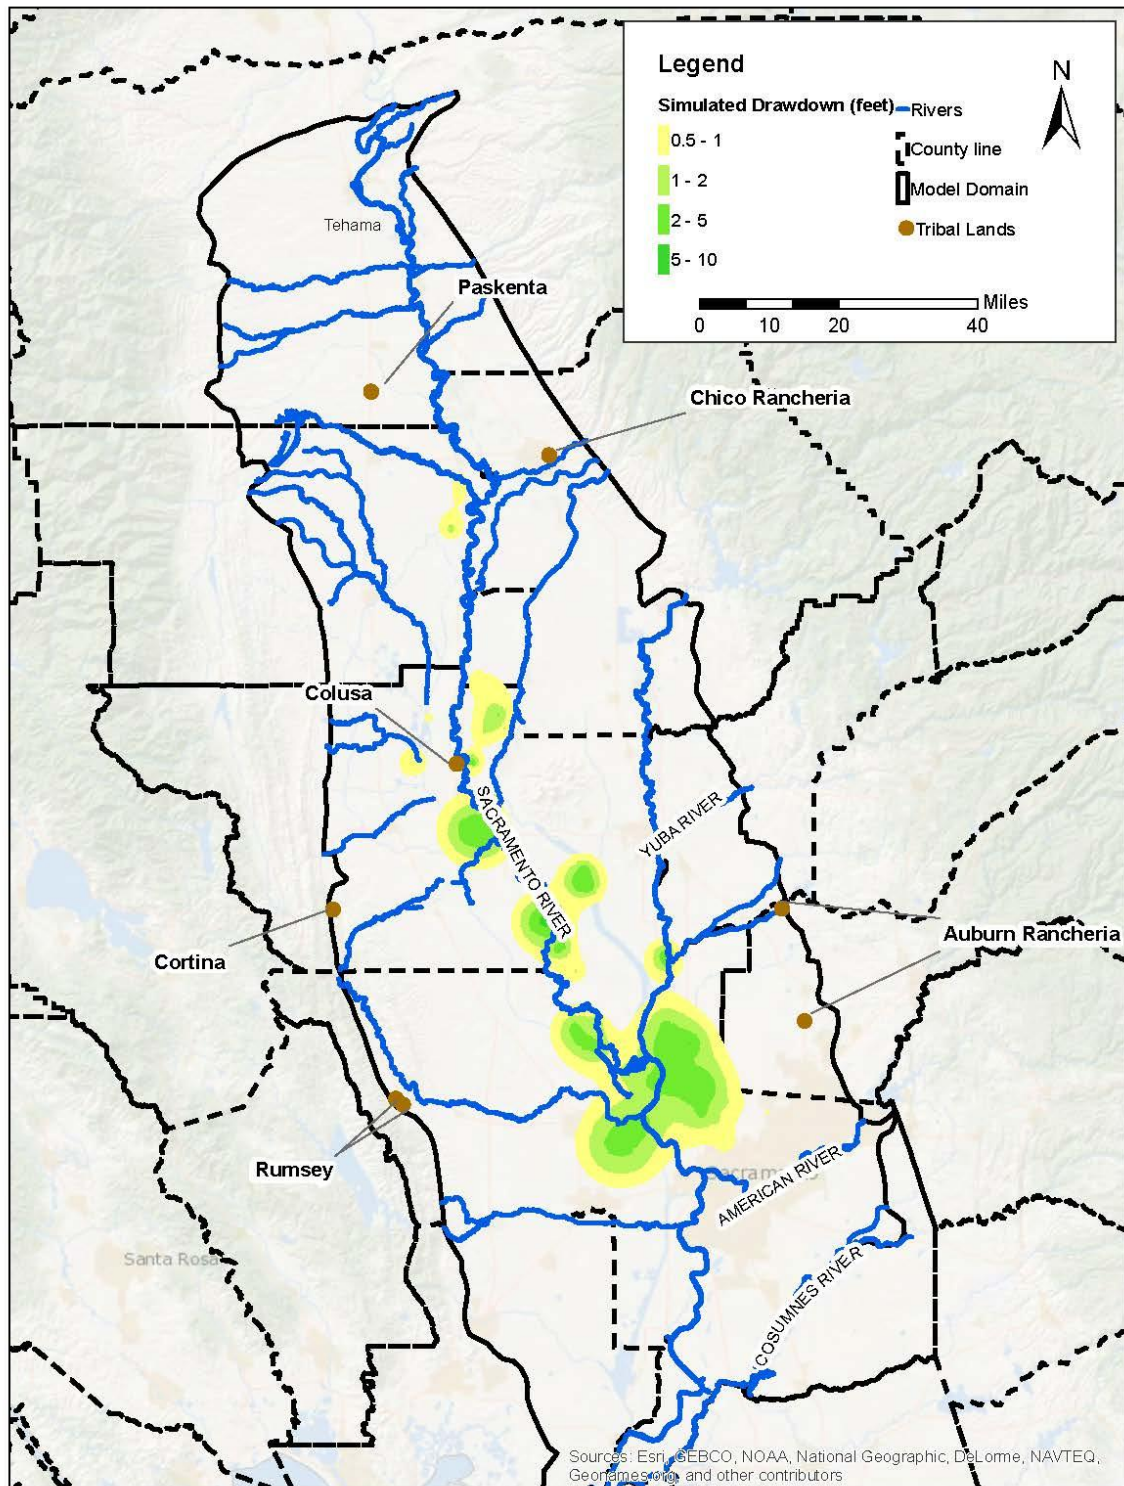 Legend
N
Simulated Drawdown (feet)
Rivers
0.5 - 1
County line
1 - 2
Model Domain
2 - 5
Tribal Lands
5 - 10
Miles
0 10 20 40
Tehama
Paskenta
Chico Rancheria
Colusa
SACRAMENTO RIVER
YUBA RIVER
Auburn Rancheria
Cortina
Rumsey
AMERICAN RIVER
Santa Rosa
COSUMNES RIVER
Sources: Esri, GEBCO, NOAA, National Geographic, DeLorme, NAVTEQ,
Geonames.org, and other contributors